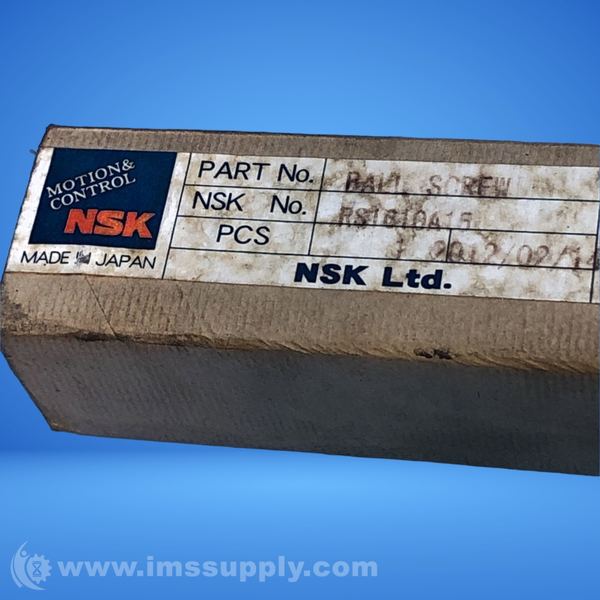 MOTION&
CONTROL
NSK
MADE IN JAPAN
PART No. BALL SCREW
NSK No. RS1610A15
PCS 1 2012/02/1
NSK Ltd.
www.imssupply.com